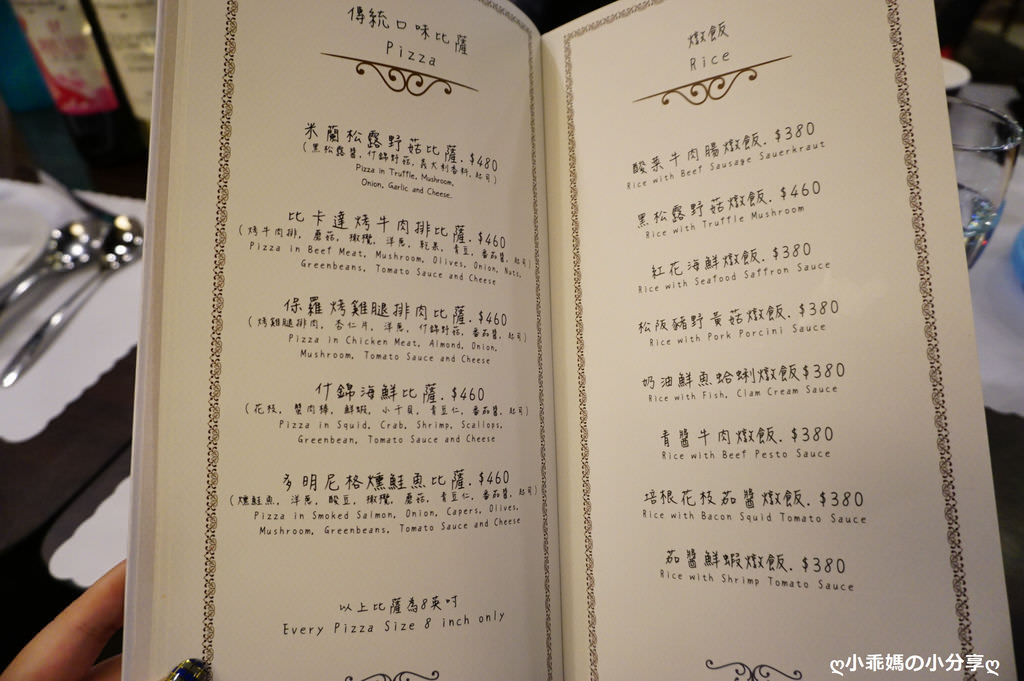 傳統口味比薩
Pizza
米蘭松露野菇比薩.$480
(黑松露醬,什錦野菇,義大利香料,起司)
Pizza in Truffle, Mushroom,
Onion, Garlic and Cheese.
比卡達烤牛肉排比薩.$460
(烤牛肉排, 蘑菇, 橄欖, 洋蔥, 乾果, 青豆, 番茄醬, 起司)
Pizza in Beef Meat, Mushroom, Olives, Onion, Nuts,
Greenbeans, Tomato Sauce and Cheese
保羅烤雞腿排肉比薩.$460
(烤雞腿排肉, 杏仁片, 洋蔥, 什錦野菇, 番茄醬, 起司)
Pizza in Chicken Meat, Almond, Onion,
Mushroom, Tomato Sauce and Cheese
什錦海鮮比薩.$460
(花枝, 蟹肉棒, 鮮蝦, 小干貝, 青豆仁, 番茄醬, 起司)
Pizza in Squid, Crab, Shrimp, Scallops,
Greenbean, Tomato Sauce and Cheese
多明尼格燻鮭魚比薩.$460
(燻鮭魚, 洋蔥, 酸豆, 橄欖, 蘑菇, 青豆仁, 番茄醬, 起司)
Pizza in Smoked Salmon, Onion, Capers, Olives,
Mushroom, Greenbeans, Tomato Sauce and Cheese
以上比薩為8英吋
Every Pizza Size 8 inch only
燉飯
Rice
酸菜牛肉腸燉飯.$380
Rice with Beef Sausage Sauerkraut
黑松露野菇燉飯.$460
Rice with Truffle Mushroom
紅花海鮮燉飯.$380
Rice with Seafood Saffron Sauce
松阪豬野黃菇燉飯.$380
Rice with Pork Porcini Sauce
奶油鮮魚蛤蜊燉飯$380
Rice with Fish, Clam Cream Sauce
青醬牛肉燉飯.$380
Rice with Beef Pesto Sauce
培根花枝茄醬燉飯.$380
Rice with Bacon Squid Tomato Sauce
茄醬鮮蝦燉飯.$380
Rice with Shrimp Tomato Sauce
ღ小乖媽の小分享ღ